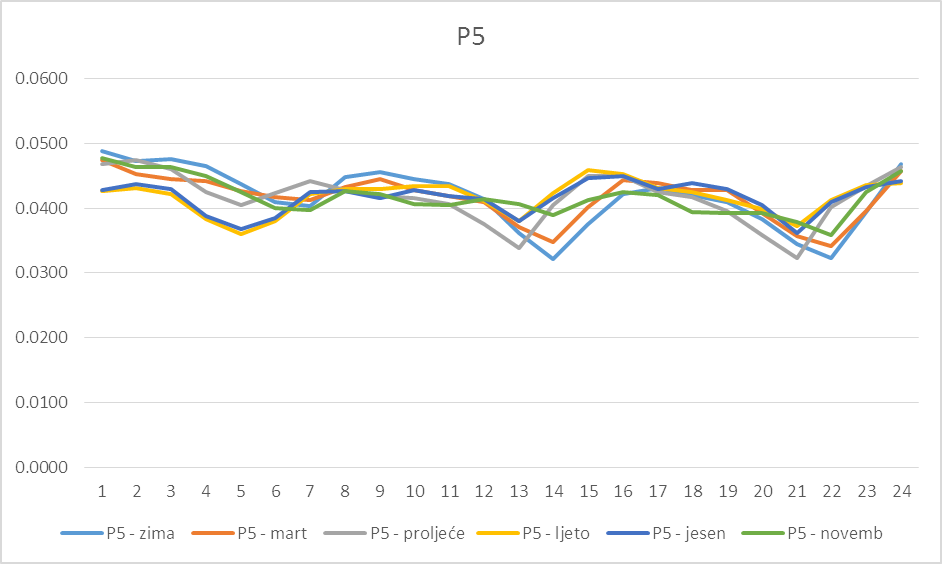 P5
0.0600
0.0500
0.0400
0.0300
0.0200
0.0100
0.0000
1 2 3 4 5 6 7 8 9 10 11 12 13 14 15 16 17 18 19 20 21 22 23 24
P5 - zima P5 - mart P5 - proljeće P5 - ljeto P5 - jesen P5 - novemb